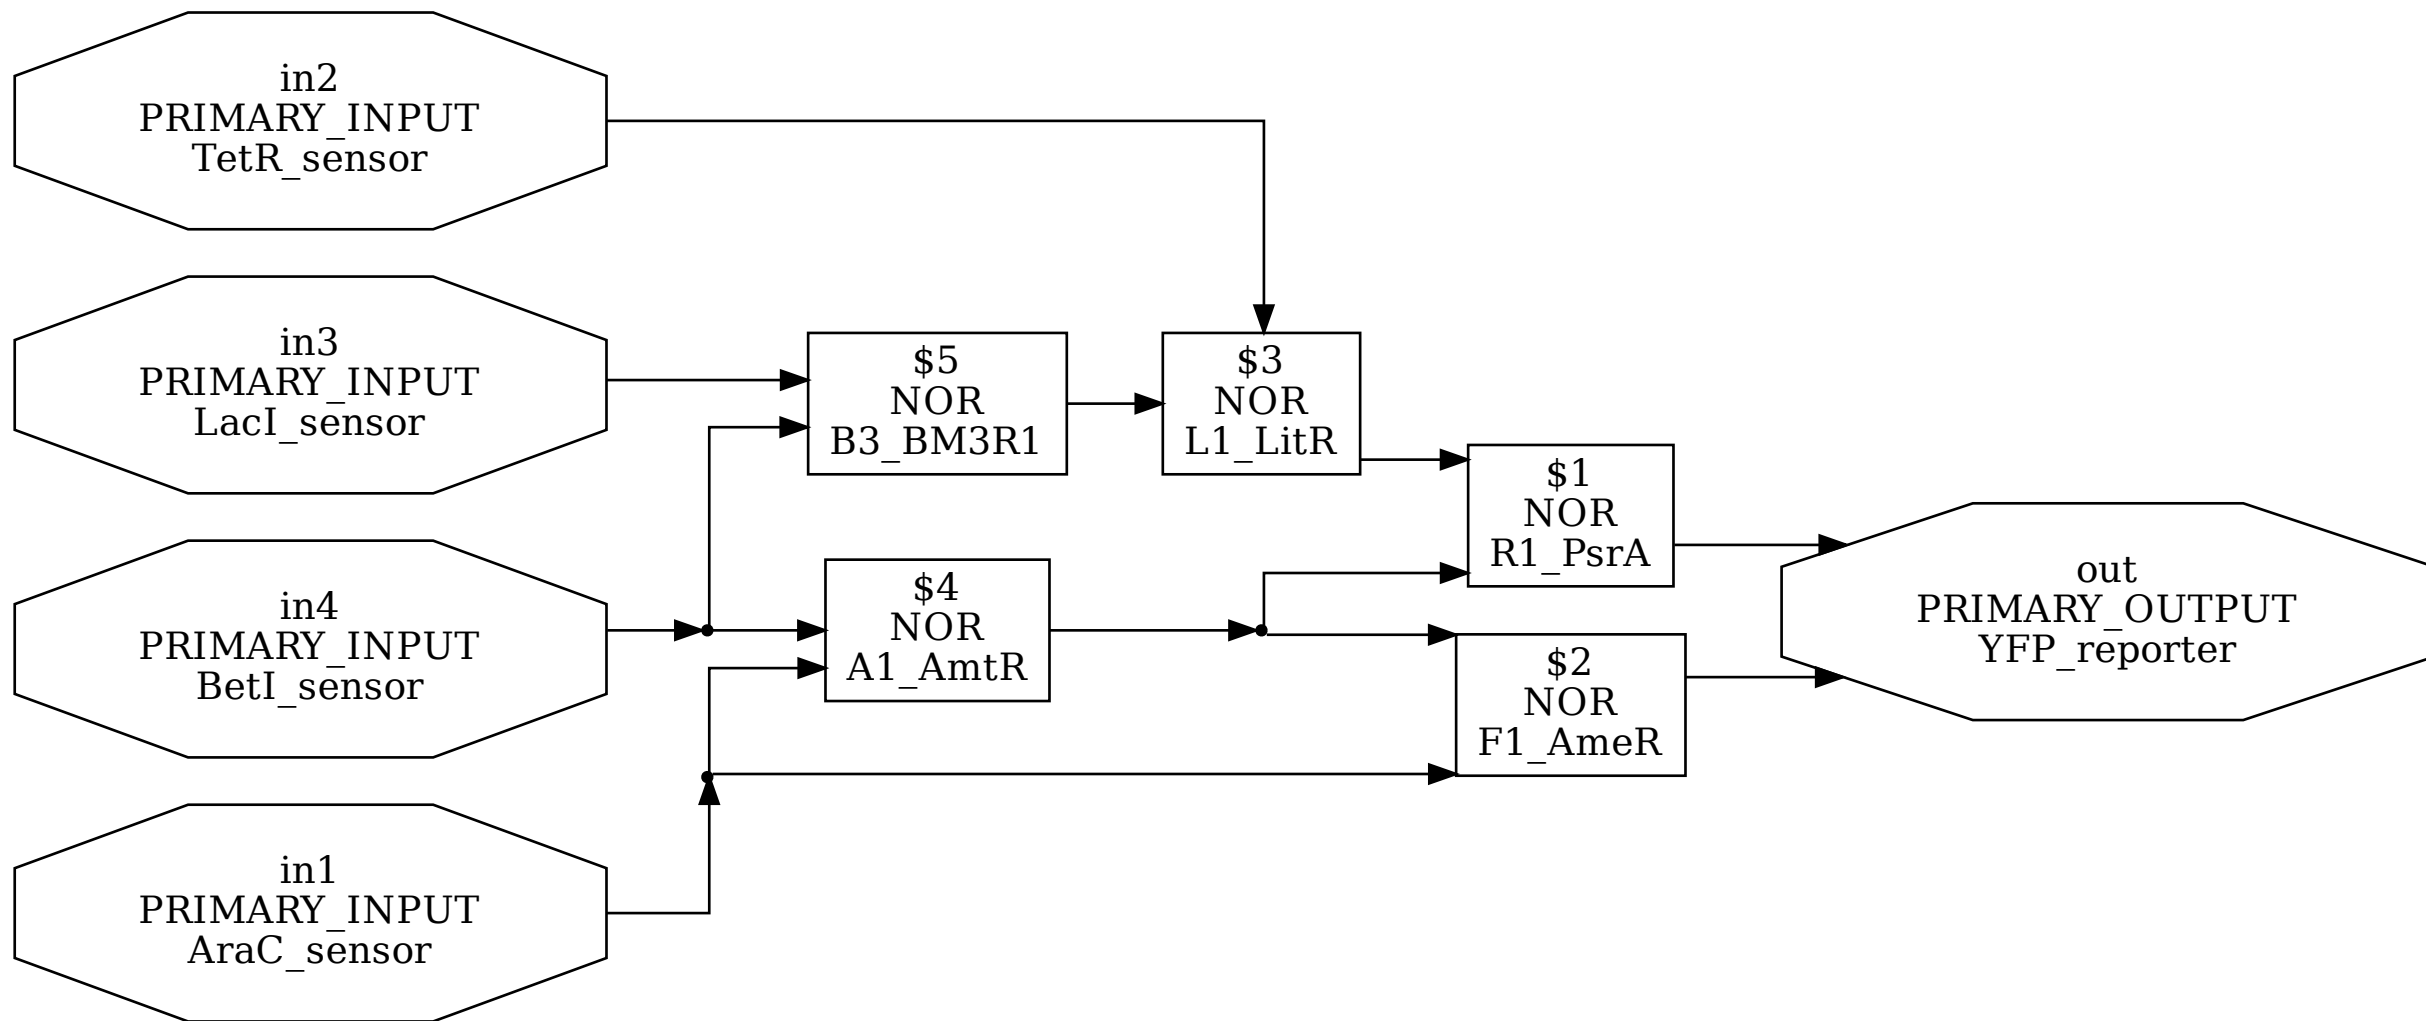 in2
PRIMARY_INPUT
TetR_sensor
in3
PRIMARY_INPUT
LacI_sensor
$5
NOR
B3_BM3R1
$3
NOR
L1_LitR
$1
NOR
R1_PsrA
in4
PRIMARY_INPUT
BetI_sensor
$4
NOR
A1_AmtR
$2
NOR
F1_AmeR
out
PRIMARY_OUTPUT
YFP_reporter
in1
PRIMARY_INPUT
AraC_sensor